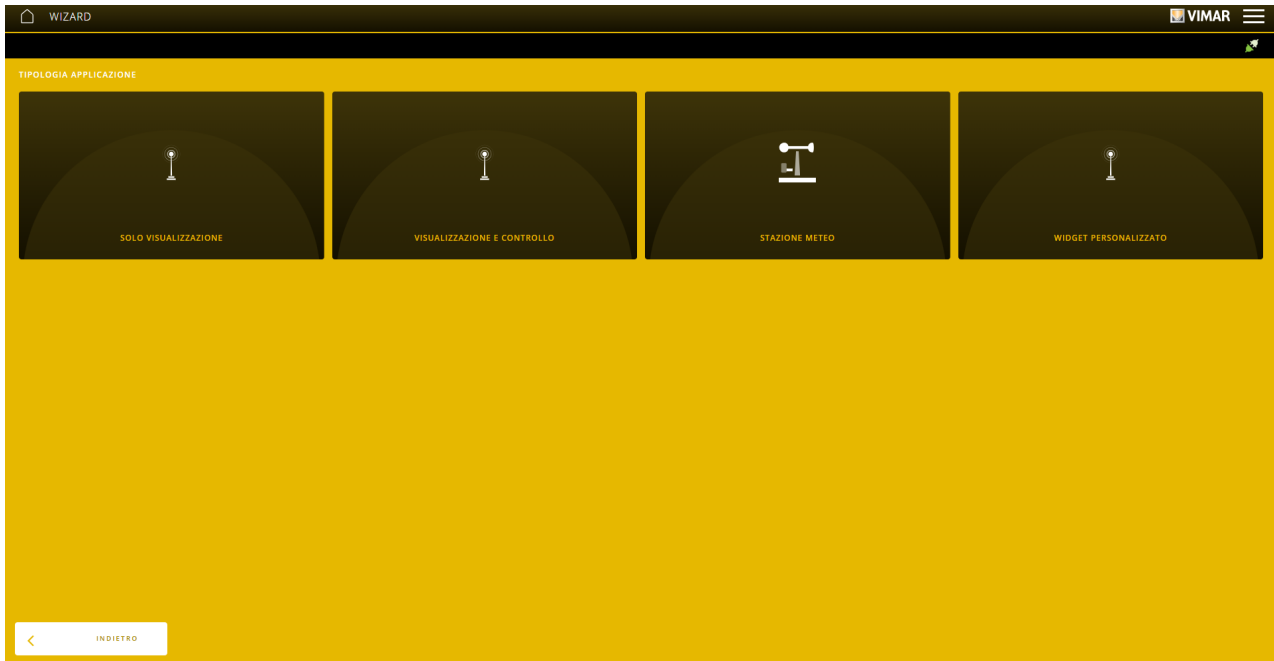 WIZARD
VIMAR
TIPOLOGIA APPLICAZIONE
SOLO VISUALIZZAZIONE
VISUALIZZAZIONE E CONTROLLO
STAZIONE METEO
WIDGET PERSONALIZZATO
INDIETRO